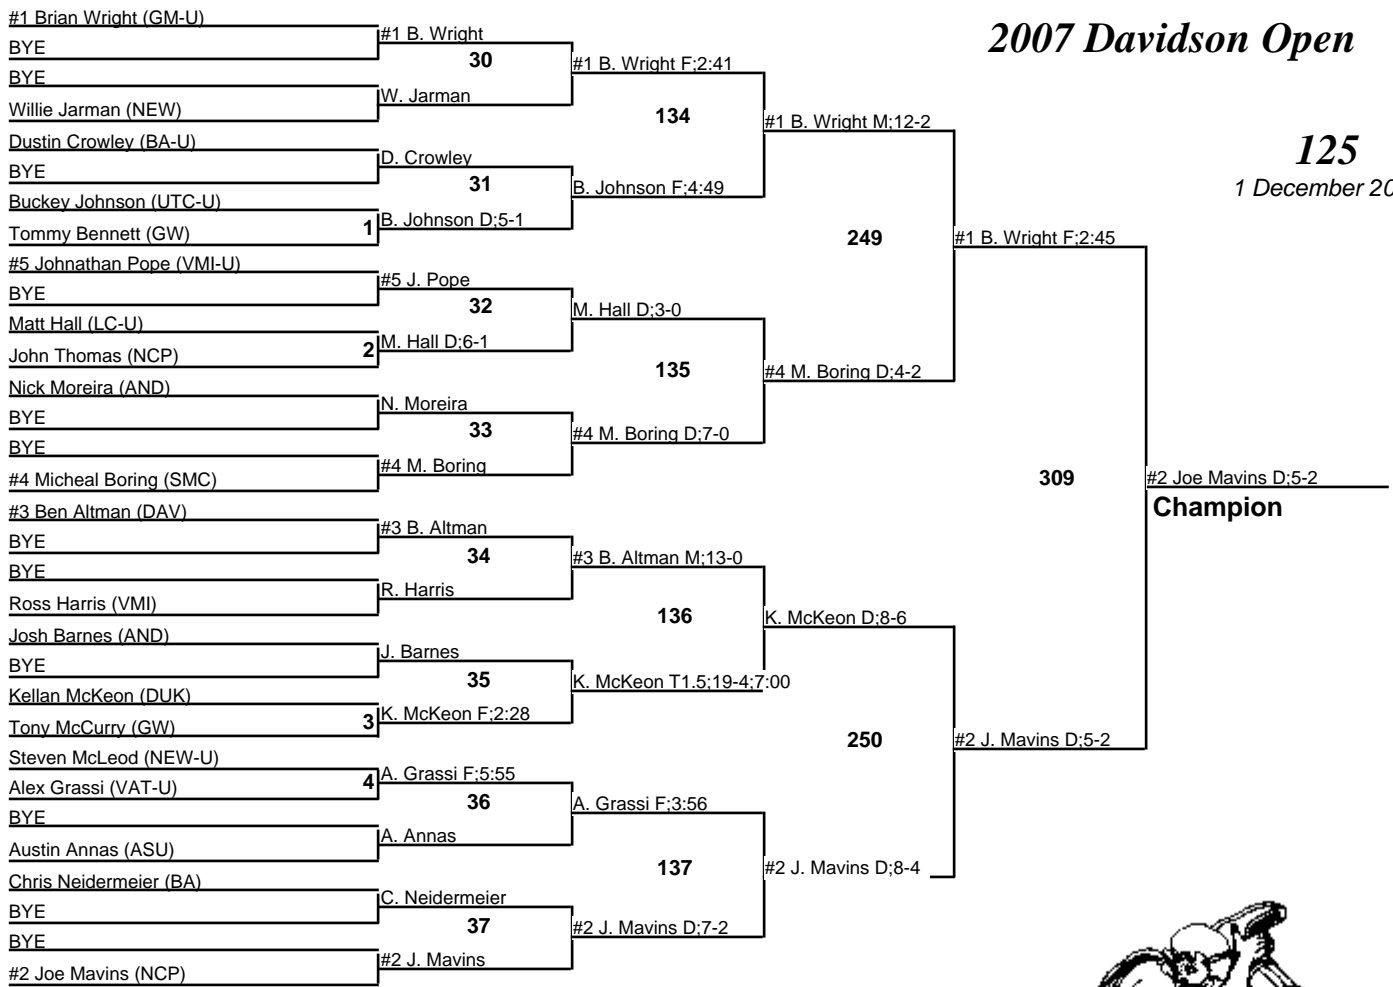 2007 Davidson Open
125
1 December 20
#1 Brian Wright (GM-U)
BYE
BYE
Willie Jarman (NEW)
Dustin Crowley (BA-U)
BYE
Buckey Johnson (UTC-U)
Tommy Bennett (GW)
#5 Johnathan Pope (VMI-U)
BYE
Matt Hall (LC-U)
John Thomas (NCP)
Nick Moreira (AND)
BYE
BYE
#4 Micheal Boring (SMC)
#3 Ben Altman (DAV)
BYE
BYE
Ross Harris (VMI)
Josh Barnes (AND)
BYE
Kellan McKeon (DUK)
Tony McCurry (GW)
Steven McLeod (NEW-U)
Alex Grassi (VAT-U)
BYE
Austin Annas (ASU)
Chris Neidermeier (BA)
BYE
BYE
#2 Joe Mavins (NCP)
#1 B. Wright
30
W. Jarman
D. Crowley
31
1 B. Johnson D;5-1
#5 J. Pope
32
2 M. Hall D;6-1
N. Moreira
33
#4 M. Boring
#3 B. Altman
34
R. Harris
J. Barnes
35
3 K. McKeon F;2:28
4 A. Grassi F;5:55
36
A. Annas
C. Neidermeier
37
#2 J. Mavins
#1 B. Wright F;2:41
134
B. Johnson F;4:49
M. Hall D;3-0
135
#4 M. Boring D;7-0
#3 B. Altman M;13-0
136
K. McKeon T1.5;19-4;7:00
A. Grassi F;3:56
137
#2 J. Mavins D;7-2
#1 B. Wright M;12-2
249
#4 M. Boring D;4-2
K. McKeon D;8-6
250
#2 J. Mavins D;8-4
#1 B. Wright F;2:45
309
#2 J. Mavins D;5-2
#2 Joe Mavins D;5-2
Champion